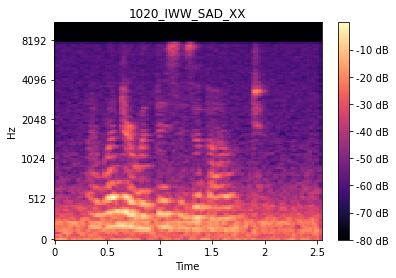 1020_IWW_SAD_XX
8192
4096
2048
1024
512
0
Hz
0
0.5
1
1.5
2
2.5
Time
-10 dB
-20 dB
-30 dB
-40 dB
-50 dB
-60 dB
-70 dB
-80 dB